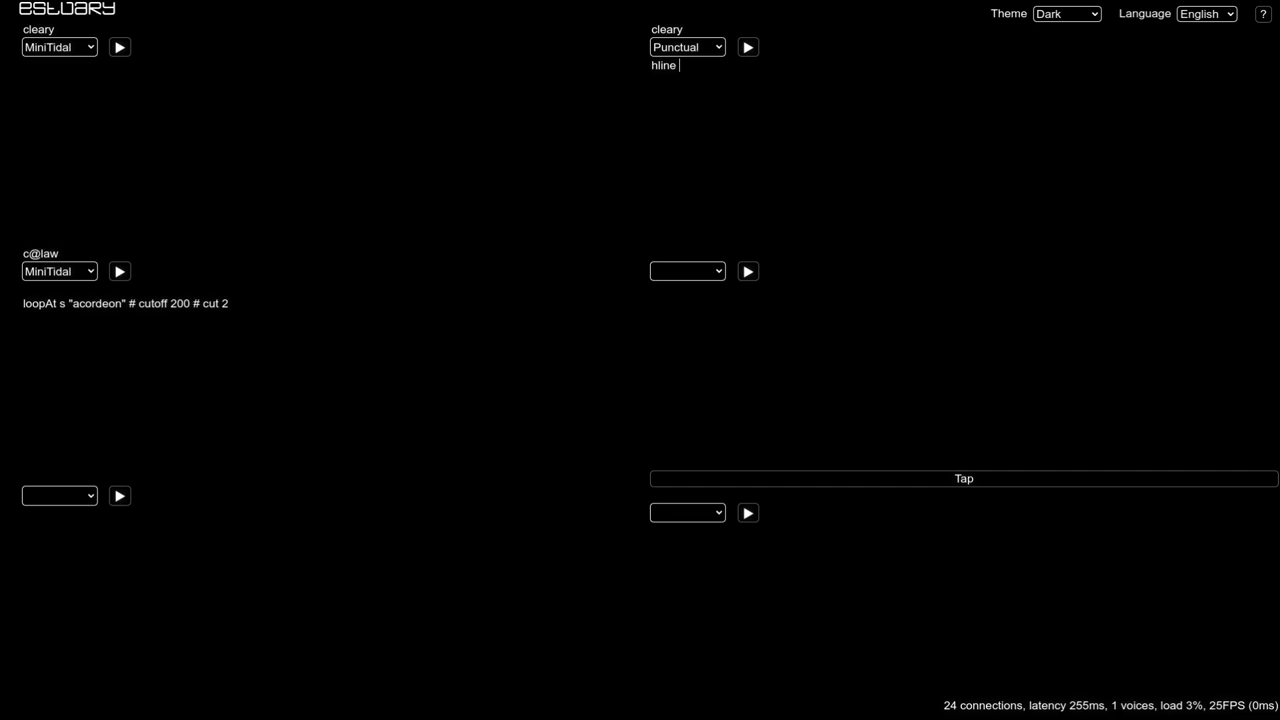 estuary
Theme Dark Language English ?
cleary
MiniTidal
cleary
Punctual
hline
c@law
MiniTidal
loopAt s "acordeon" # cutoff 200 # cut 2
Tap
24 connections, latency 255ms, 1 voices, load 3%, 25FPS (0ms)